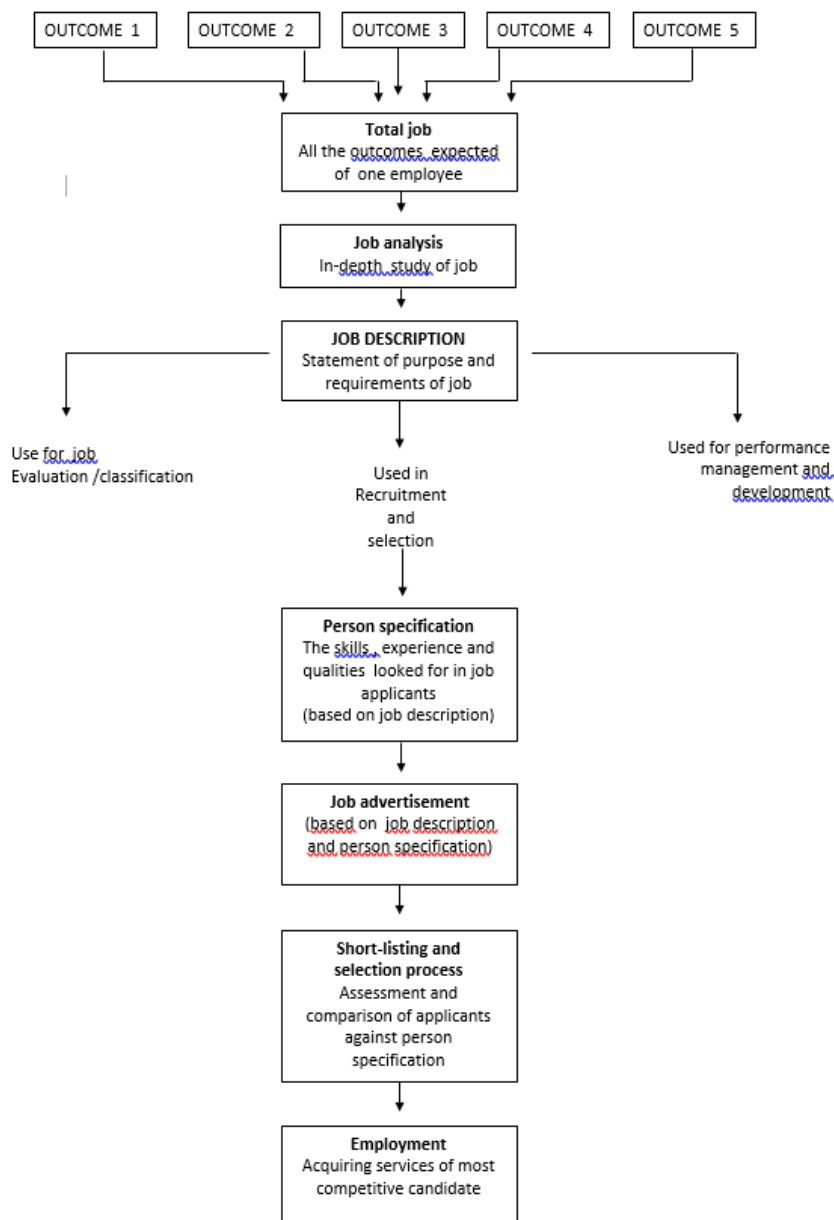 OUTCOME 1
OUTCOME 2
OUTCOME 3
OUTCOME 4
OUTCOME 5
Total job
All the outcomes expected
of one employee
Job analysis
In-depth study of job
JOB DESCRIPTION
Statement of purpose and
requirements of job
Use for job
Evaluation /classification
Used in
Recruitment
and
selection
Used for performance
management and
development
Person specification
The skills , experience and
qualities looked for in job
applicants
(based on job description)
Job advertisement
(based on job description
and person specification)
Short-listing and
selection process
Assessment and
comparison of applicants
against person
specification
Employment
Acquiring services of most
competitive candidate